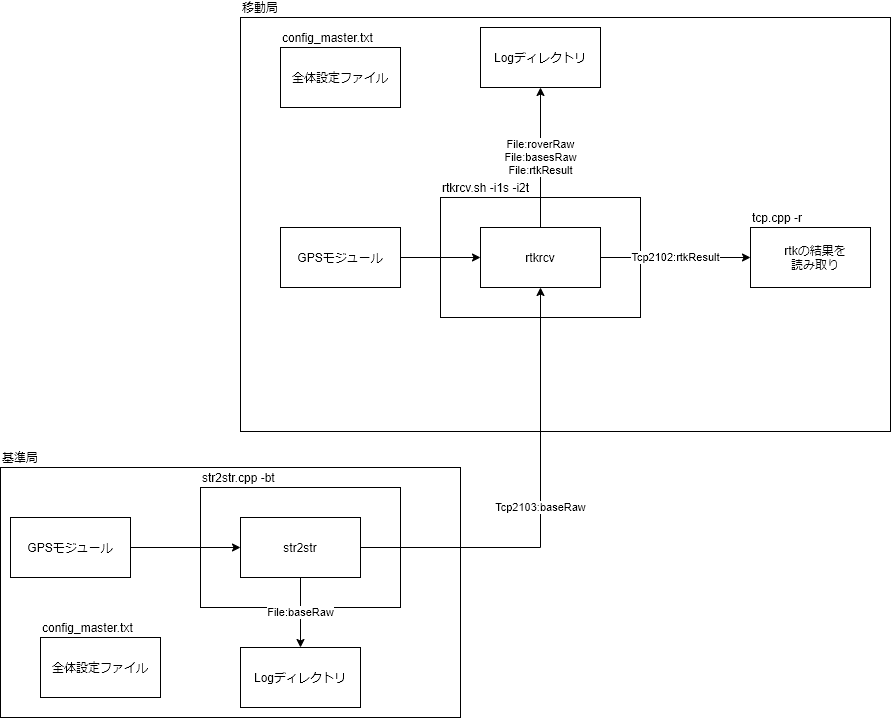 移動局
config_master.txt
全体設定ファイル
Logディレクトリ
File:roverRaw
File:basesRaw
File:rtkResult
rtkrcv.sh -i1s -i2t
GPSモジュール
rtkrcv
Tcp2102:rtkResult
tcp.cpp -r
rtkの結果を
読み取り
Tcp2103:baseRaw
基準局
str2str.cpp -bt
GPSモジュール
str2str
File:baseRaw
config_master.txt
全体設定ファイル
Logディレクトリ